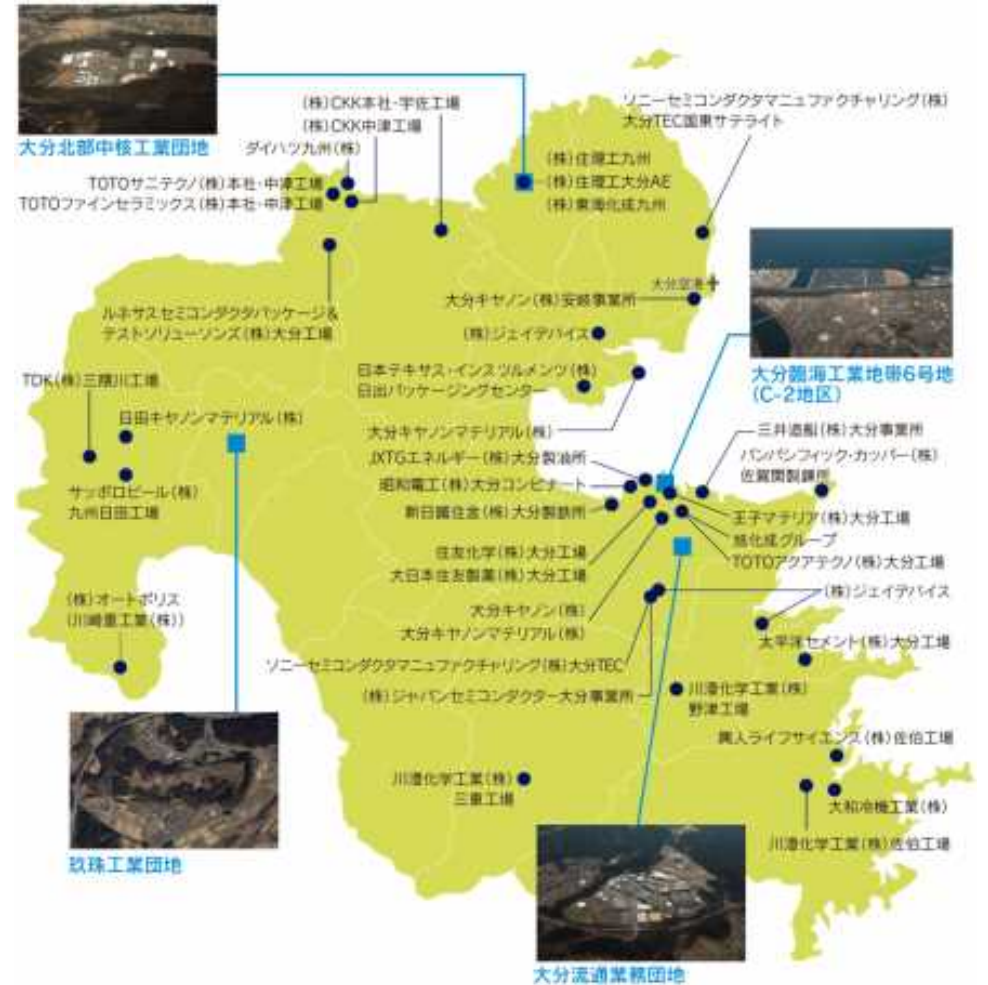 大分北部中核工業団地
(株)CKK本社・宇佐工場
(株)CKK中津工場
ダイハツ九州(株)
TOTOサニテクノ(株)本社・中津工場
TOTOファインセラミックス(株)本社・中津工場
(株)住理工九州
(株)住理工大分AE
(株)東海化成九州
ソニーセミコンダクタマニュファクチャリング(株)
大分TEC国東サテライト
大分空港
大分キヤノン(株)安岐事業所
ルネサスセミコンダクタパッケージ&
テストソリューソンズ(株)大分工場
(株)ジェイデバイス
日本テキサス・インスツルメンツ(株)
日出パッケージングセンター
大分臨海工業地帯6号地
(C-2地区)
TDK(株)三隈川工場
日田キヤノンマテリアル(株)
大分キヤノンマテリアル(株)
三井造船(株)大分事業所
JXTGエネルギー(株)大分製油所
パンパシフィック・カッパー(株)
佐賀関製錬所
昭和電工(株)大分コンビナート
サッポロビール(株)
九州日田工場
新日鐵住金(株)大分製鉄所
王子マテリア(株)大分工場
旭化成グループ
TOTOアクアテクノ(株)大分工場
住友化学(株)大分工場
大日本住友製薬(株)大分工場
(株)ジェイデバイス
(株)オートポリス
(川崎重工業(株))
大分キヤノン(株)
大分キヤノンマテリアル(株)
太平洋セメント(株)大分工場
ソニーセミコンダクタマニュファクチャリング(株)大分TEC
(株)ジャパンセミコンダクター大分事業所
川澄化学工業(株)
野津工場
興人ライフサイエンス(株)佐伯工場
川澄化学工業(株)
三重工場
大和冷機工業(株)
川澄化学工業(株)佐伯工場
玖珠工業団地
大分流通業務団地